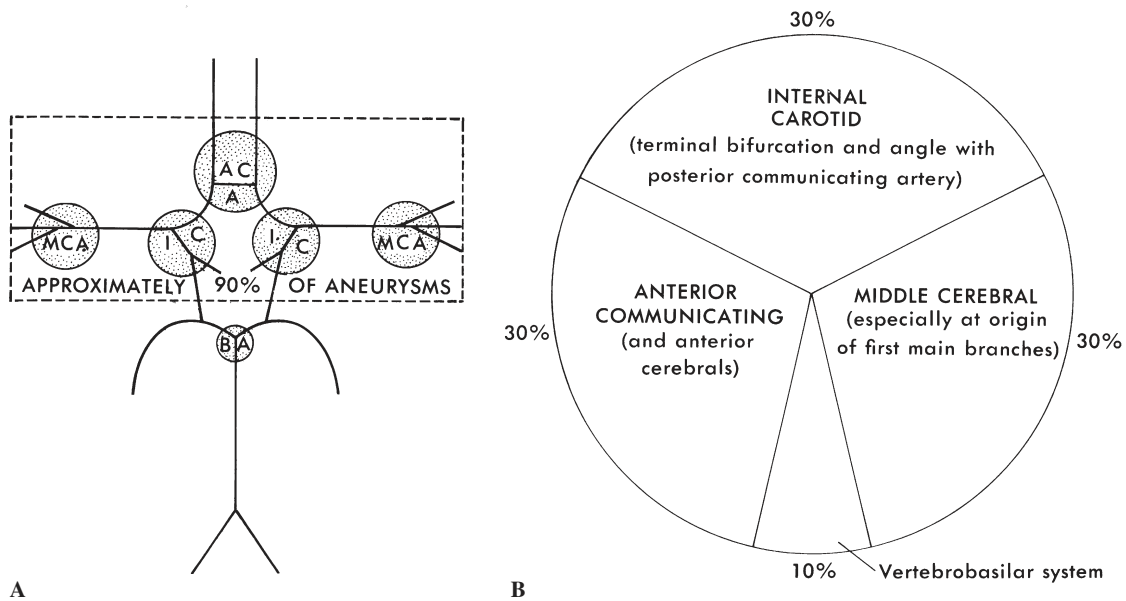 AC
A
I C
I C
MCA
MCA
APPROXIMATELY 90% OF ANEURYSMS
BA
A
30%
INTERNAL
CAROTID
(terminal bifurcation and angle with
posterior communicating artery)
ANTERIOR
COMMUNICATING
(and anterior
cerebrals)
30%
MIDDLE CEREBRAL
(especially at origin
of first main branches)
30%
10%
Vertebrobasilar system
B